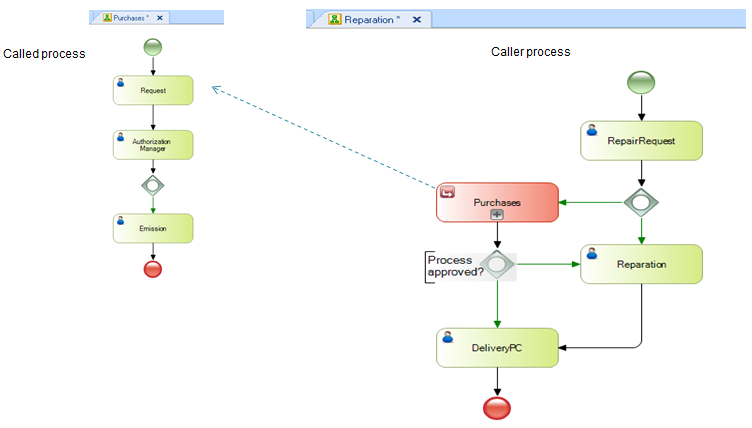 Purchases *
Called process
Request
Authorization
Manager
Emission
Reparation *
Caller process
RepairRequest
Purchases
Process
approved?
Reparation
DeliveryPC